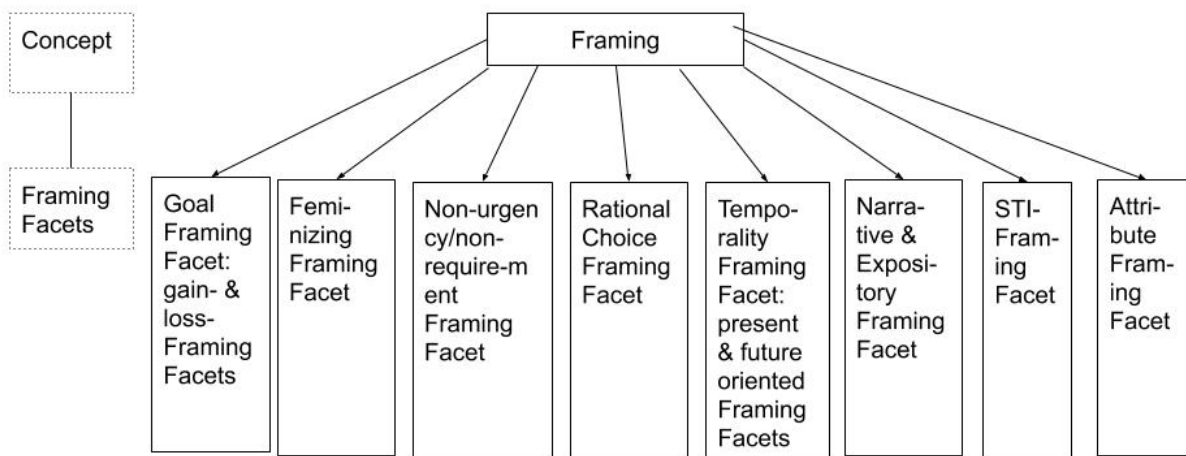 Concept
Framing
Framing
Facets
Goal
Framing
Facet:
gain- &
loss-
Framing
Facets
Femi-
nizing
Framing
Facet
Non-urgen
cy/non-
require-m
ent
Framing
Facet
Rational
Choice
Framing
Facet
Tempo-
rality
Framing
Facet:
present
& future
oriented
Framing
Facets
Narra-
tive &
Exposi-
tory
Framing
Facet
STI-
Fram-
ing
Facet
Attri-
bute
Fram-
ing
Facet